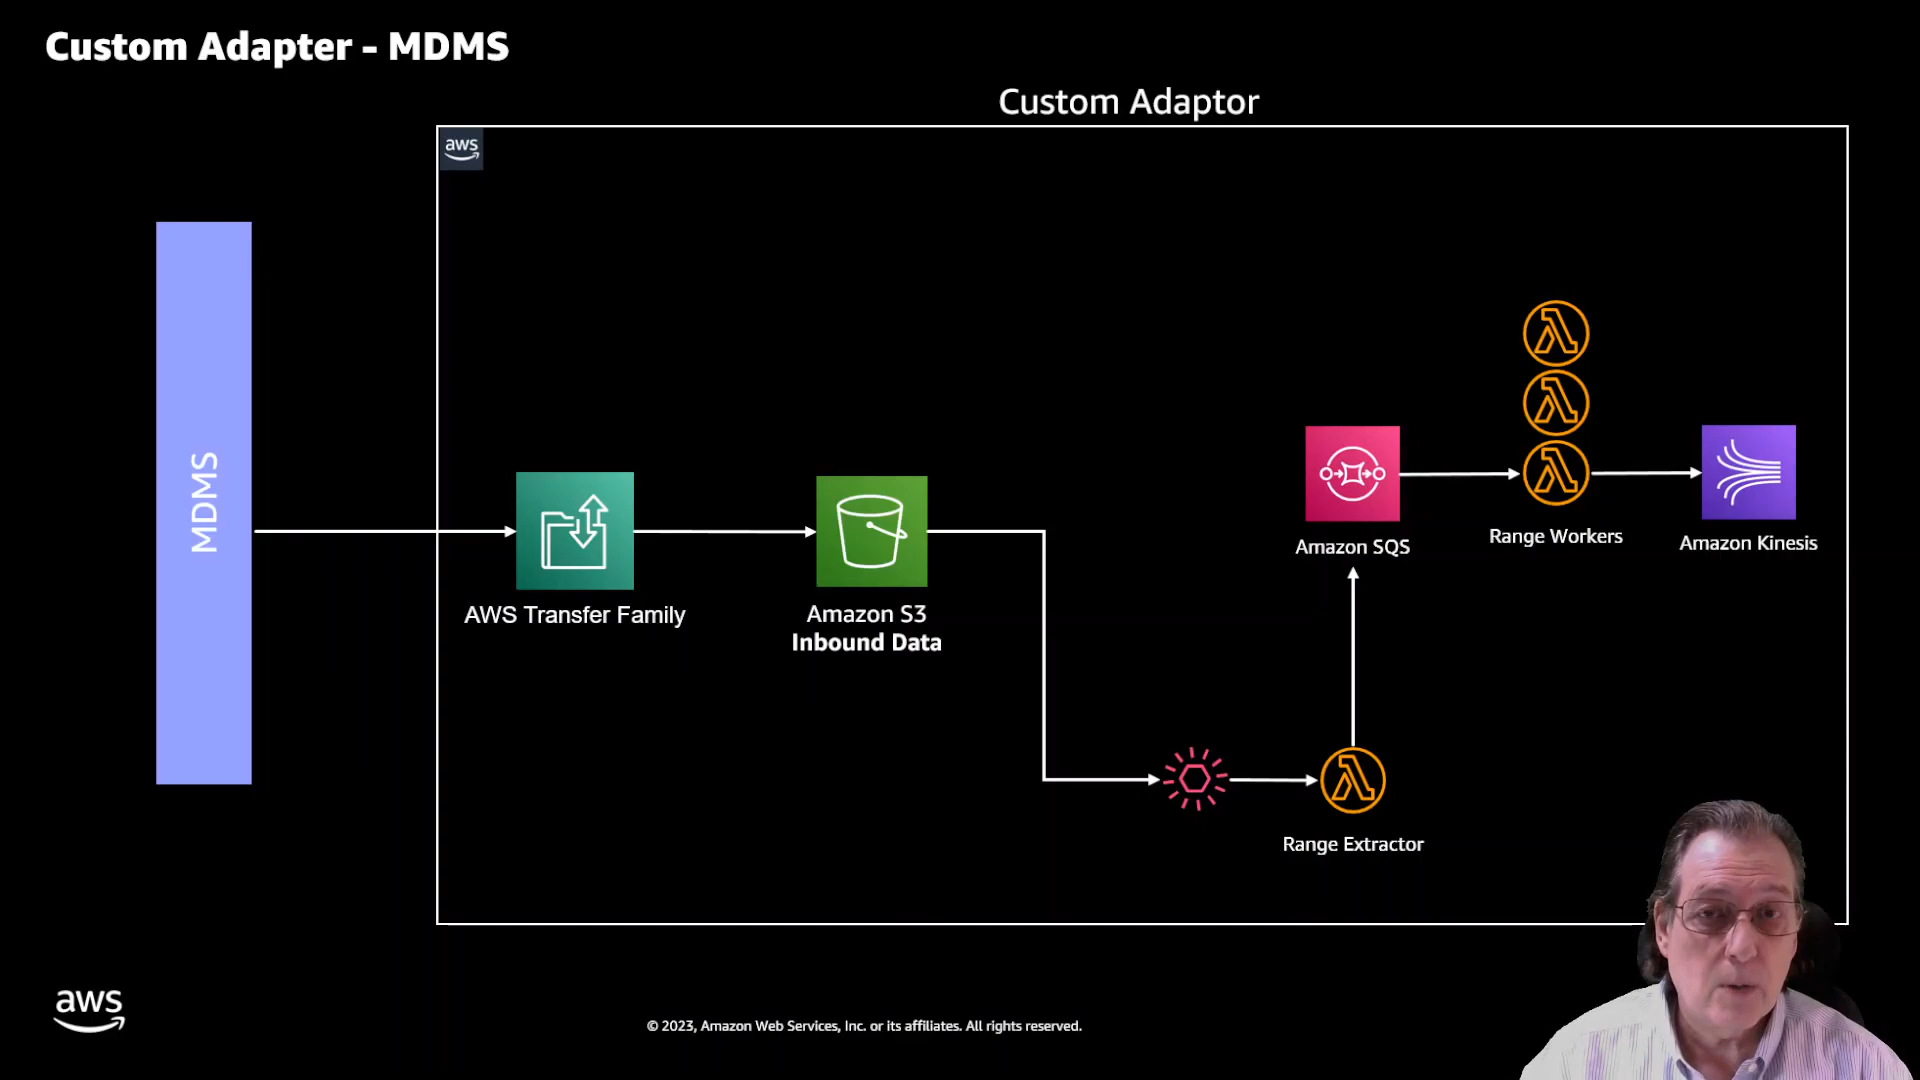 Custom Adapter - MDMS
Custom Adaptor
aws
MDMS
AWS Transfer Family
Amazon S3
Inbound Data
Amazon SQS
Range Workers
Amazon Kinesis
Range Extractor
aws
© 2023, Amazon Web Services, Inc. or its affiliates. All rights reserved.